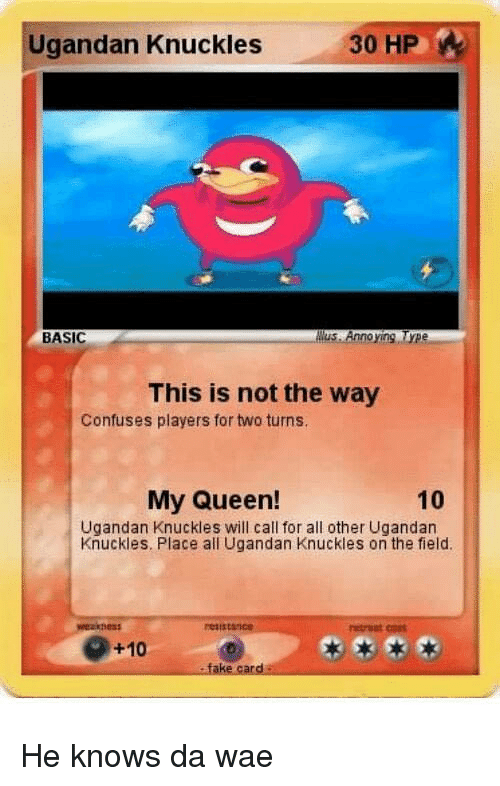 Ugandan Knuckles 30 HP
BASIC
Illus. Annoying Type
This is not the way
Confuses players for two turns.
My Queen! 10
Ugandan Knuckles will call for all other Ugandan
Knuckles. Place all Ugandan Knuckles on the field.
weakness resistance retreat cost
+10
- fake card -
He knows da wae